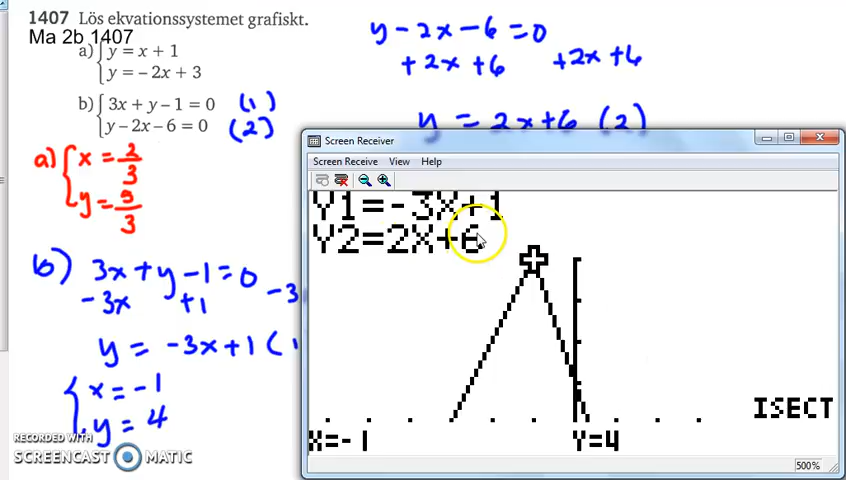 1407 Lös ekvationssystemet grafiskt.
Ma 2b 1407
a) y = x + 1
y = – 2x + 3
b) 3x + y – 1 = 0 (1)
y – 2x – 6 = 0 (2)
y - 2x - 6 = 0
+ 2x + 6 + 2x + 6
y = 2x + 6 (2)
a) x = 2/3
y = 5/3
b) 3x + y - 1 = 0
- 3x + 1 - 3
y = - 3x + 1 (1
x = - 1
y = 4
Screen Receiver
Screen Receive View Help
Y1=-3X+1
Y2=2X+6
ISECT
X=-1 Y=4
500%
RECORDED WITH
SCREENCAST MATIC